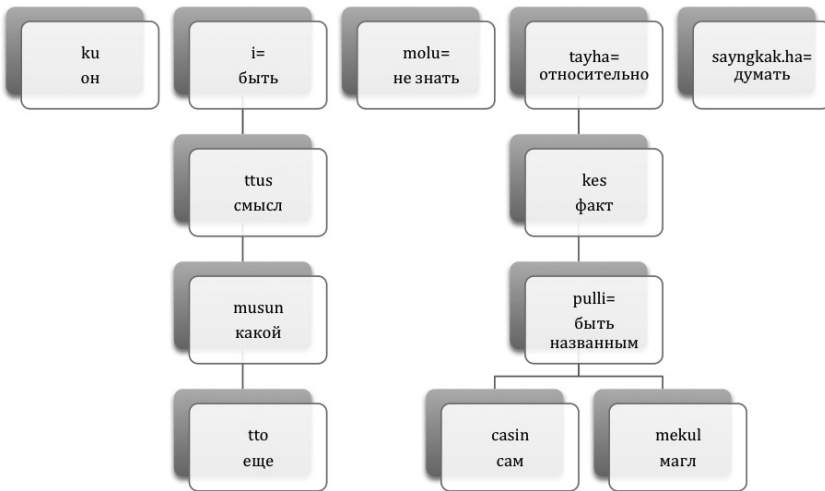 ku
он
i=
быть
molu=
не знать
tayha=
относительно
sayngkak.ha=
думать
ttus
смысл
kes
факт
musun
какой
pulli=
быть
названным
tto
еще
casin
сам
mekul
магл